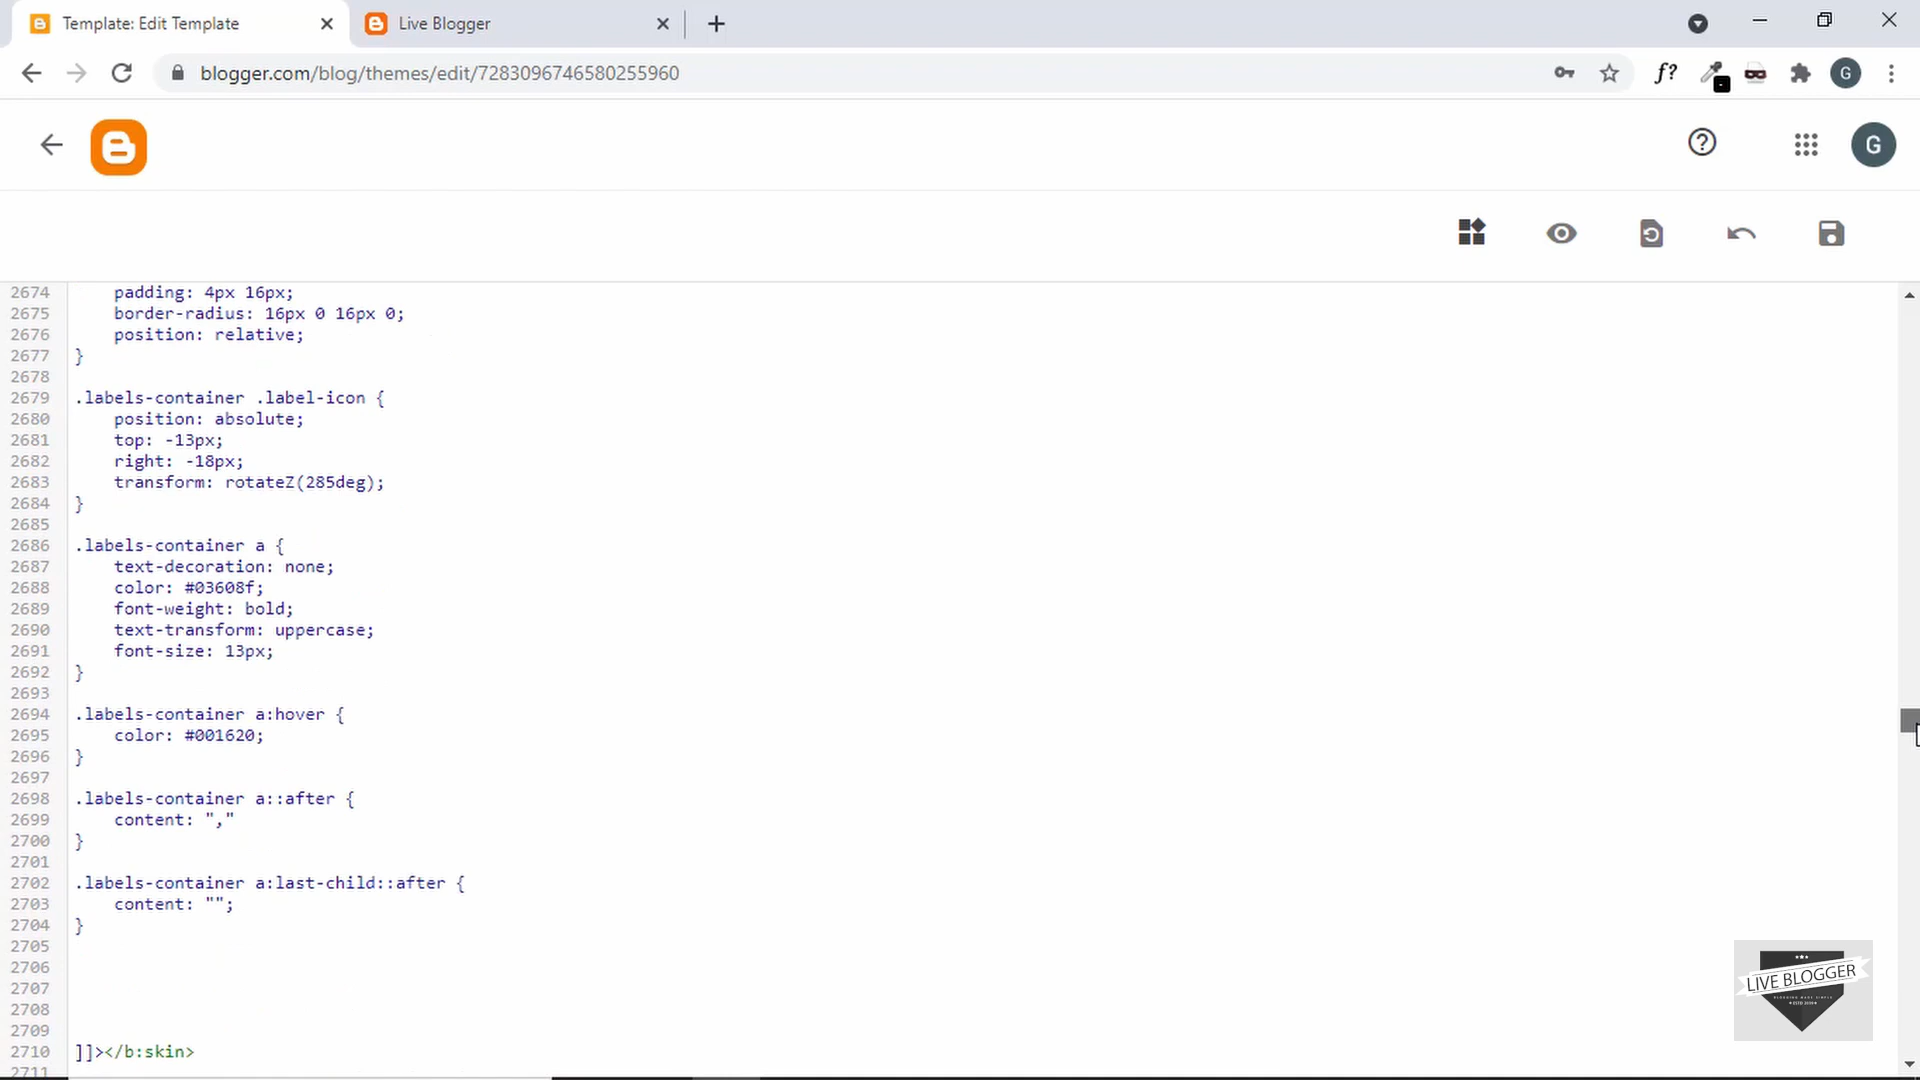 Template: Edit Template
Live Blogger
blogger.com/blog/themes/edit/7283096746580255960
f?
G
G
2674 padding: 4px 16px;
2675 border-radius: 16px 0 16px 0;
2676 position: relative;
2677 }
2678
2679 .labels-container .label-icon {
2680 position: absolute;
2681 top: -13px;
2682 right: -18px;
2683 transform: rotateZ(285deg);
2684 }
2685
2686 .labels-container a {
2687 text-decoration: none;
2688 color: #03608f;
2689 font-weight: bold;
2690 text-transform: uppercase;
2691 font-size: 13px;
2692 }
2693
2694 .labels-container a:hover {
2695 color: #001620;
2696 }
2697
2698 .labels-container a::after {
2699 content: ","
2700 }
2701
2702 .labels-container a:last-child::after {
2703 content: "";
2704 }
2705
2706
2707
2708
2709
2710 ]]></b:skin>
2711
LIVE BLOGGER